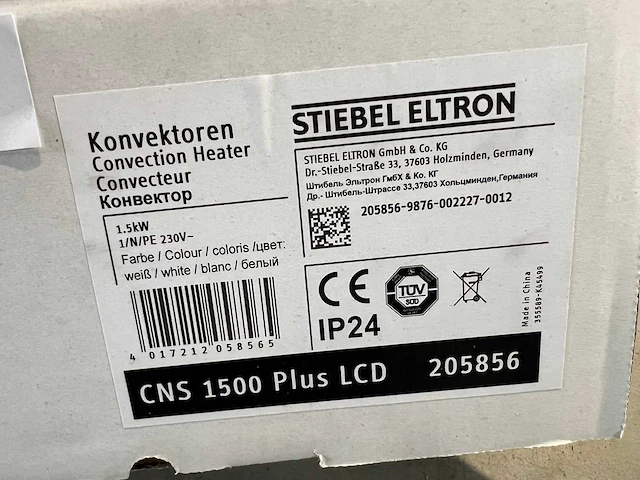 Konvektoren
Convection Heater
Convecteur
Конвектор
1.5kW
1/N/PE 230V~
Farbe / Colour / coloris /цвет:
weiß / white / blanc / белый
4 017212 058565
STIEBEL ELTRON
STIEBEL ELTRON GmbH & Co. KG
Dr.-Stiebel-Straße 33, 37603 Holzminden, Germany
Штибель Эльтрон ГмбХ & Ко. КГ
Др.- Штибель-Штрассе 33,37603 Хольцминден,Германия
205856-9876-002227-0012
CE
TÜV
SÜD
IP24
Made in China
355589-K45499
CNS 1500 Plus LCD 205856